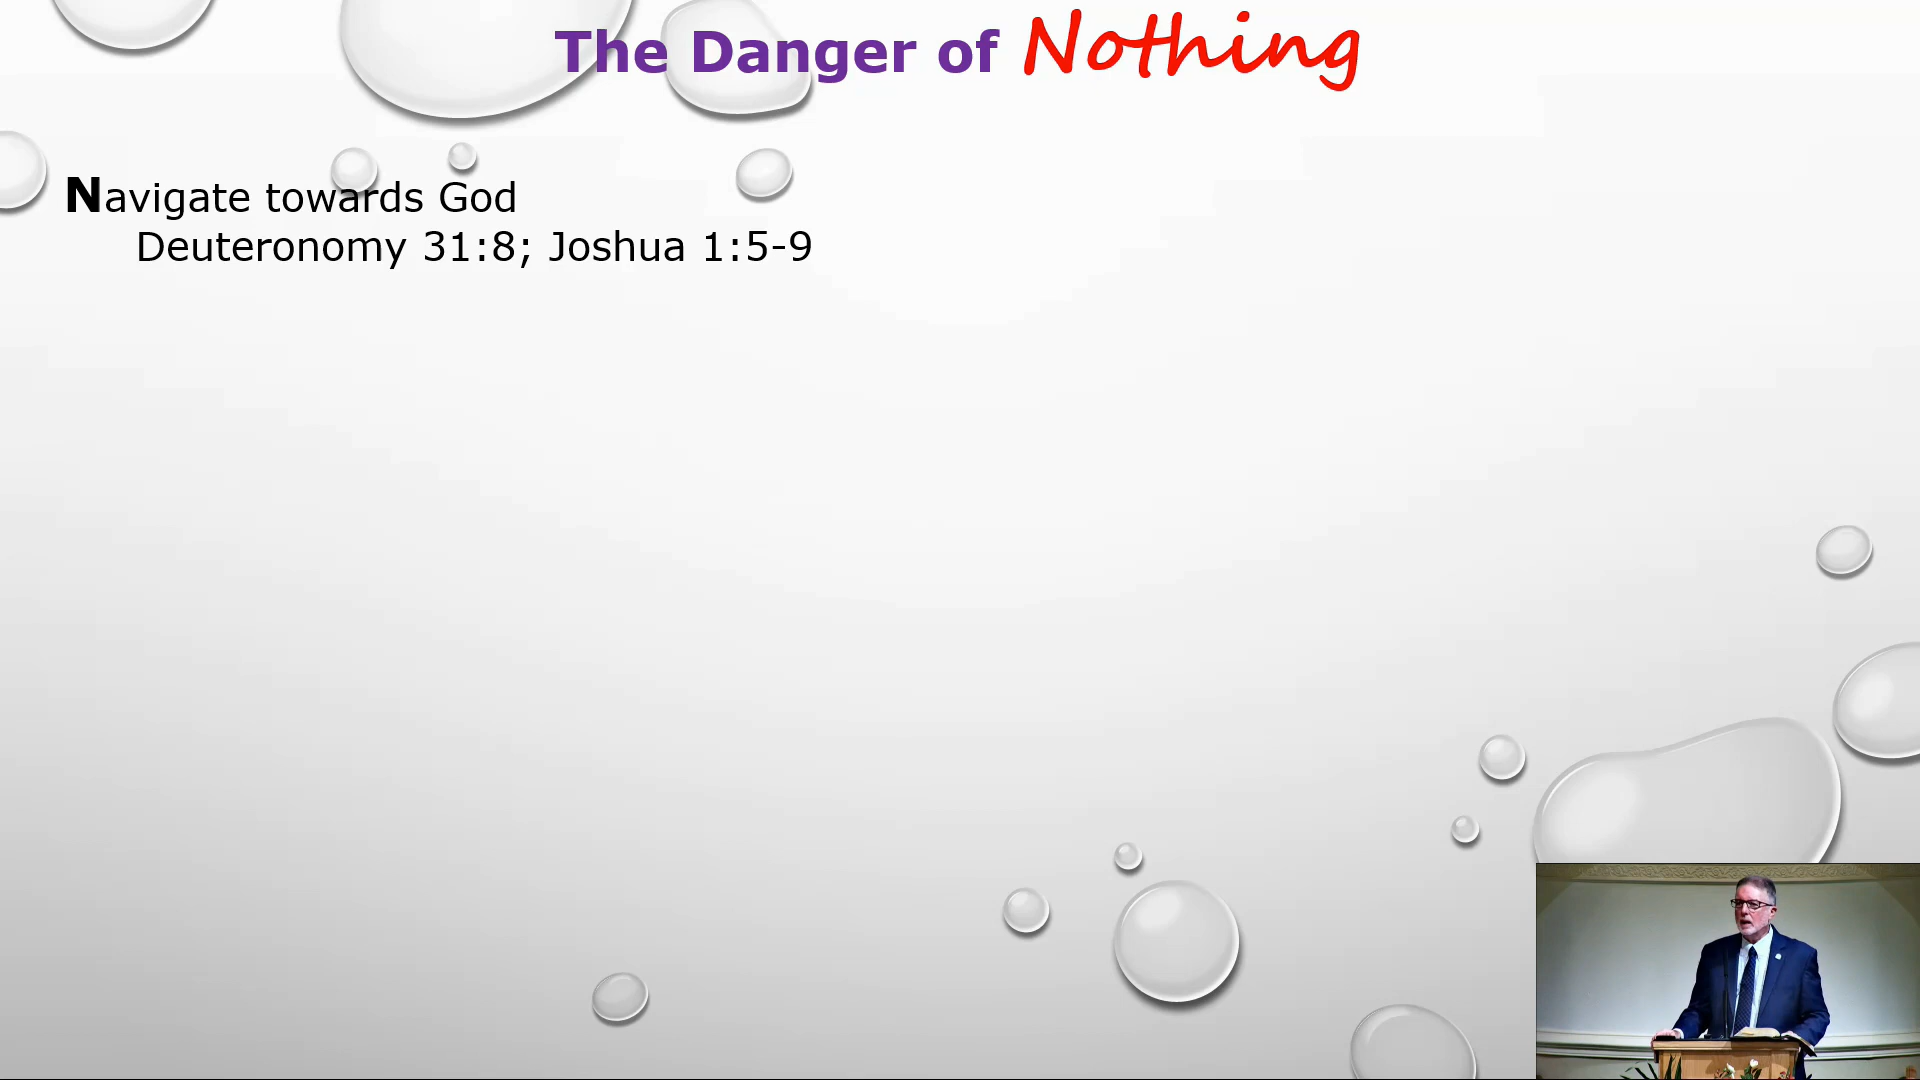 The Danger of Nothing
Navigate towards God
Deuteronomy 31:8; Joshua 1:5-9